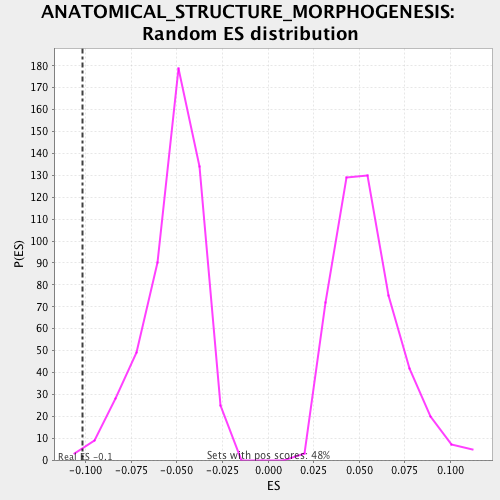 ANATOMICAL_STRUCTURE_MORPHOGENESIS:
Random ES distribution
P(ES)
180
170
160
150
140
130
120
110
100
90
80
70
60
50
40
30
20
10
0
Real ES -0.1
Sets with pos scores: 48%
-0.100 -0.075 -0.050 -0.025 0.000 0.025 0.050 0.075 0.100
ES